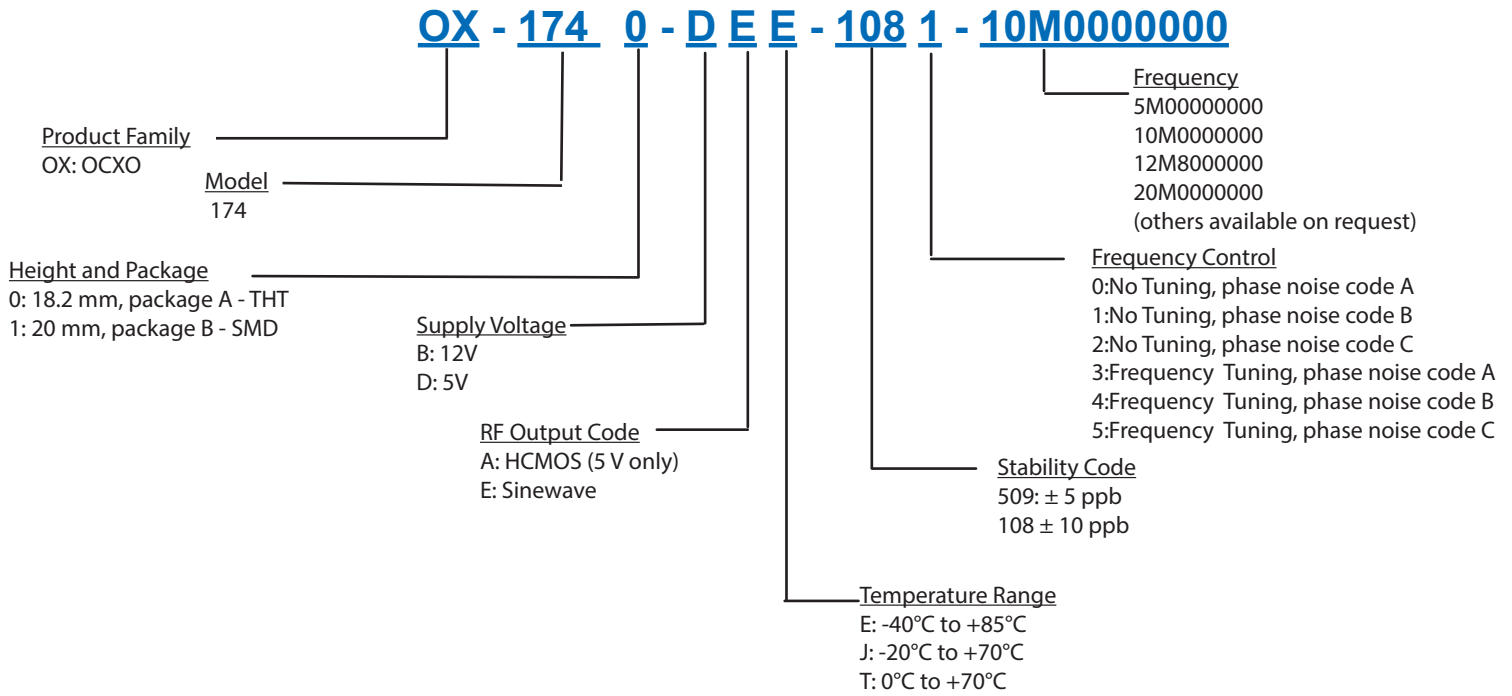 OX - 174 0 - D E E - 108 1 - 10M0000000
Frequency
5M00000000
10M0000000
12M8000000
20M0000000
(others available on request)
Product Family
OX: OCXO
Model
174
Height and Package
0: 18.2 mm, package A - THT
1: 20 mm, package B - SMD
Frequency Control
0:No Tuning, phase noise code A
1:No Tuning, phase noise code B
2:No Tuning, phase noise code C
3:Frequency Tuning, phase noise code A
4:Frequency Tuning, phase noise code B
5:Frequency Tuning, phase noise code C
Supply Voltage
B: 12V
D: 5V
RF Output Code
A: HCMOS (5 V only)
E: Sinewave
Stability Code
509: ± 5 ppb
108 ± 10 ppb
Temperature Range
E: -40°C to +85°C
J: -20°C to +70°C
T: 0°C to +70°C